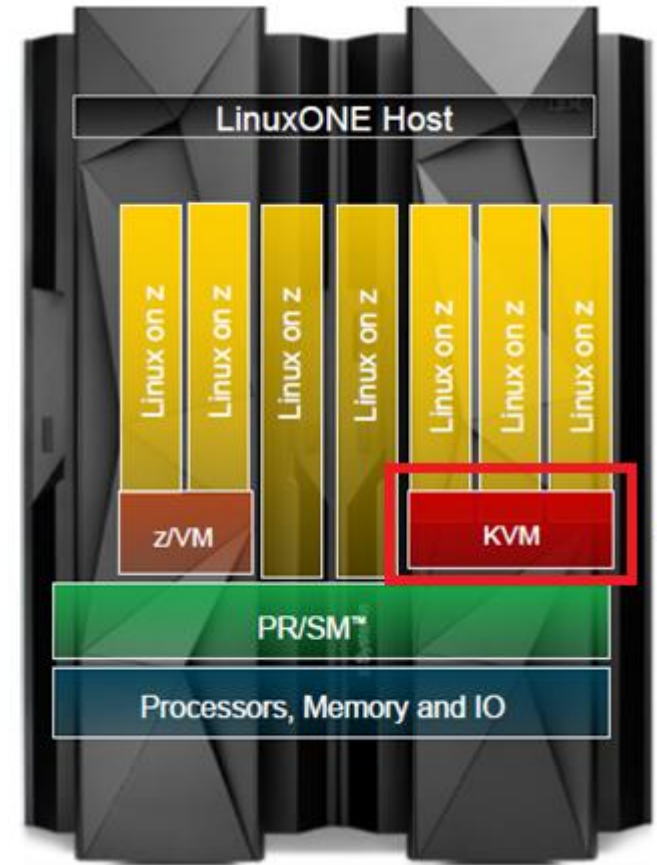 LinuxONE Host
Linux on z
Linux on z
Linux on z
Linux on z
Linux on z
Linux on z
Linux on z
z/VM
KVM
PR/SM™
Processors, Memory and IO